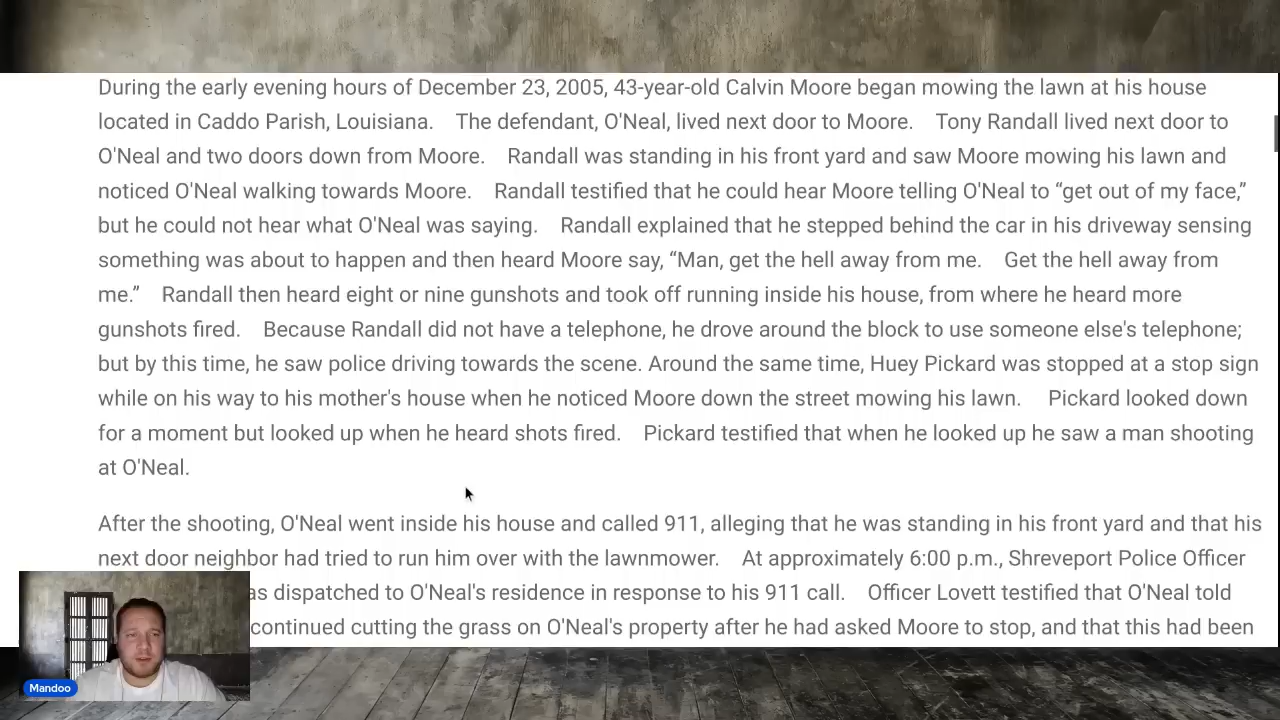 During the early evening hours of December 23, 2005, 43-year-old Calvin Moore began mowing the lawn at his house
located in Caddo Parish, Louisiana. The defendant, O'Neal, lived next door to Moore. Tony Randall lived next door to
O'Neal and two doors down from Moore. Randall was standing in his front yard and saw Moore mowing his lawn and
noticed O'Neal walking towards Moore. Randall testified that he could hear Moore telling O'Neal to “get out of my face,”
but he could not hear what O'Neal was saying. Randall explained that he stepped behind the car in his driveway sensing
something was about to happen and then heard Moore say, “Man, get the hell away from me. Get the hell away from
me.” Randall then heard eight or nine gunshots and took off running inside his house, from where he heard more
gunshots fired. Because Randall did not have a telephone, he drove around the block to use someone else's telephone;
but by this time, he saw police driving towards the scene. Around the same time, Huey Pickard was stopped at a stop sign
while on his way to his mother's house when he noticed Moore down the street mowing his lawn. Pickard looked down
for a moment but looked up when he heard shots fired. Pickard testified that when he looked up he saw a man shooting
at O'Neal.
After the shooting, O'Neal went inside his house and called 911, alleging that he was standing in his front yard and that his
next door neighbor had tried to run him over with the lawnmower. At approximately 6:00 p.m., Shreveport Police Officer
as dispatched to O'Neal's residence in response to his 911 call. Officer Lovett testified that O'Neal told
continued cutting the grass on O'Neal's property after he had asked Moore to stop, and that this had been
Mandoo